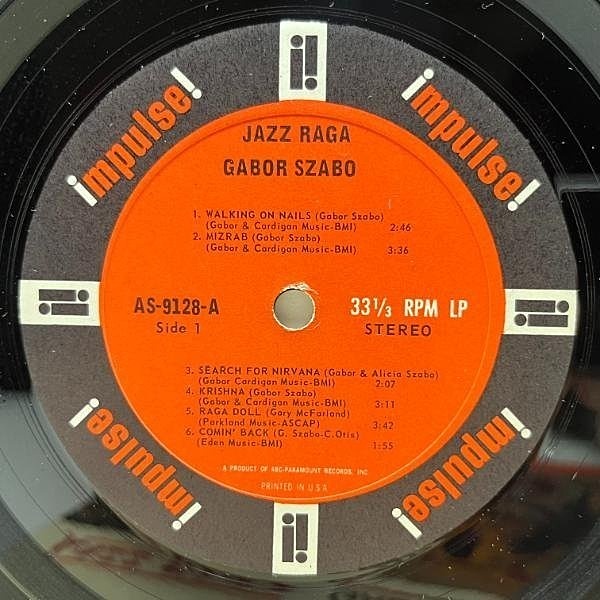 impulse!
i!
impulse!
JAZZ RAGA
GABOR SZABO
1. WALKING ON NAILS (Gabor Szabo)
(Gabor & Cardigan Music-BMI) 2:46
2. MIZRAB (Gabor Szabo)
(Gabor & Cardigan Music-BMI) 3:36
i!
AS-9128-A
33 1/3 RPM LP
i!
Side 1
STEREO
3. SEARCH FOR NIRVANA (Gabor & Alicia Szabo)
(Gabor Cardigan Music-BMI) 2:07
4. KRISHNA (Gabor Szabo)
(Gabor & Cardigan Music-BMI) 3:11
5. RAGA DOLL (Gary McFarland)
(Parkland Music-ASCAP) 3:42
6. COMIN' BACK (G. Szabo-C.Otis)
(Eden Music-BMI) 1:55
A PRODUCT OF ABC-PARAMOUNT RECORDS, INC.
PRINTED IN U.S.A
impulse!
i!
impulse!